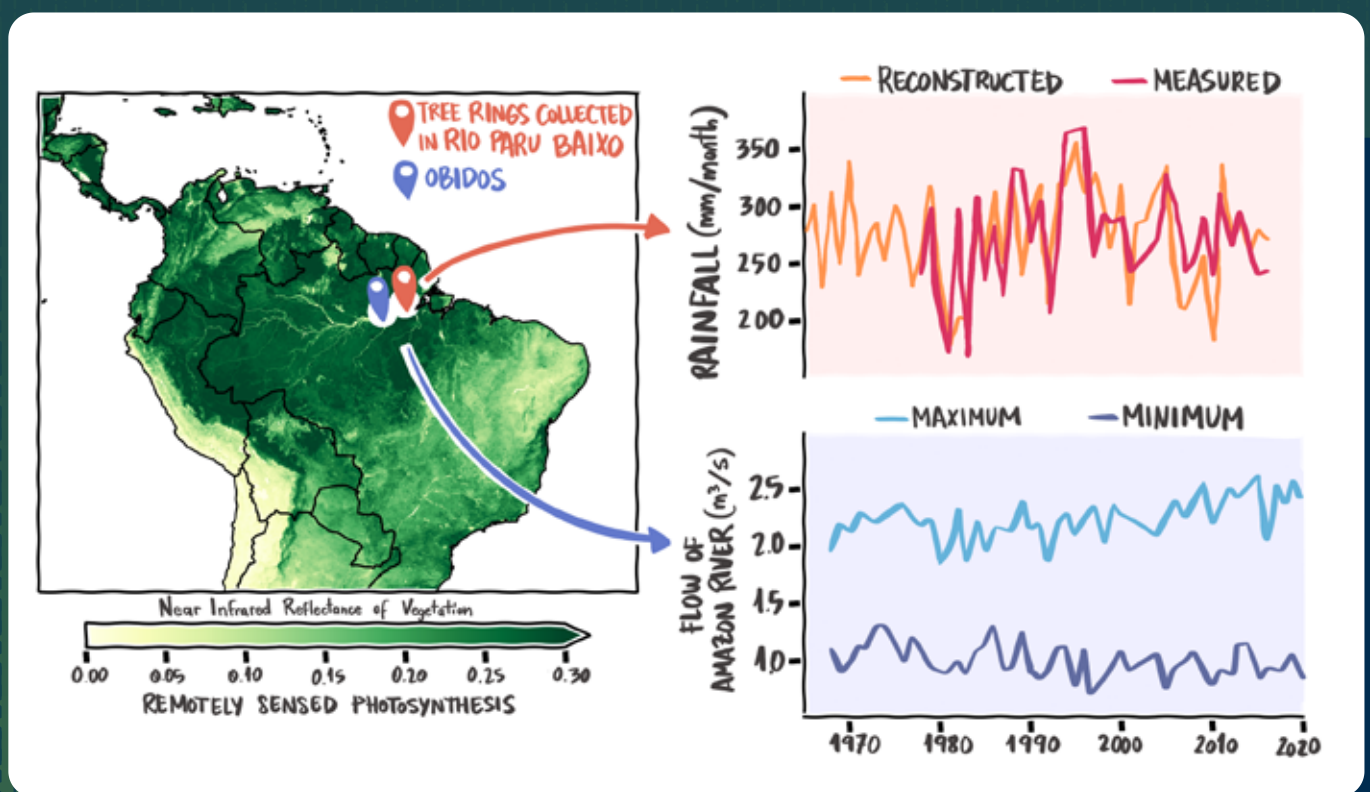 TREE RINGS COLLECTED
IN RIO PARU BAIXO
OBIDOS
Near Infrared Reflectance of Vegetation
0.00 0.05 0.10 0.15 0.20 0.25 0.30
REMOTELY SENSED PHOTOSYNTHESIS
RECONSTRUCTED MEASURED
RAINFALL (mm/month)
350
300
250
200
MAXIMUM MINIMUM
FLOW OF
AMAZON RIVER (m³/s)
2.5
2.0
1.5
1.0
1970 1980 1990 2000 2010 2020